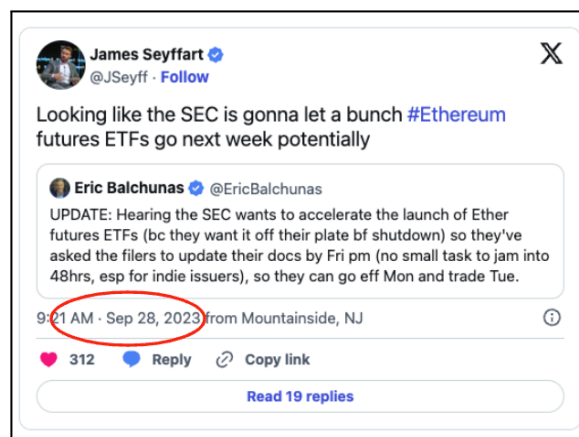 James Seyffart
@JSeyff · Follow
Looking like the SEC is gonna let a bunch #Ethereum
futures ETFs go next week potentially
Eric Balchunas @EricBalchunas
UPDATE: Hearing the SEC wants to accelerate the launch of Ether
futures ETFs (bc they want it off their plate bf shutdown) so they've
asked the filers to update their docs by Fri pm (no small task to jam into
48hrs, esp for indie issuers), so they can go eff Mon and trade Tue.
9:21 AM · Sep 28, 2023 from Mountainside, NJ
312 Reply Copy link
Read 19 replies